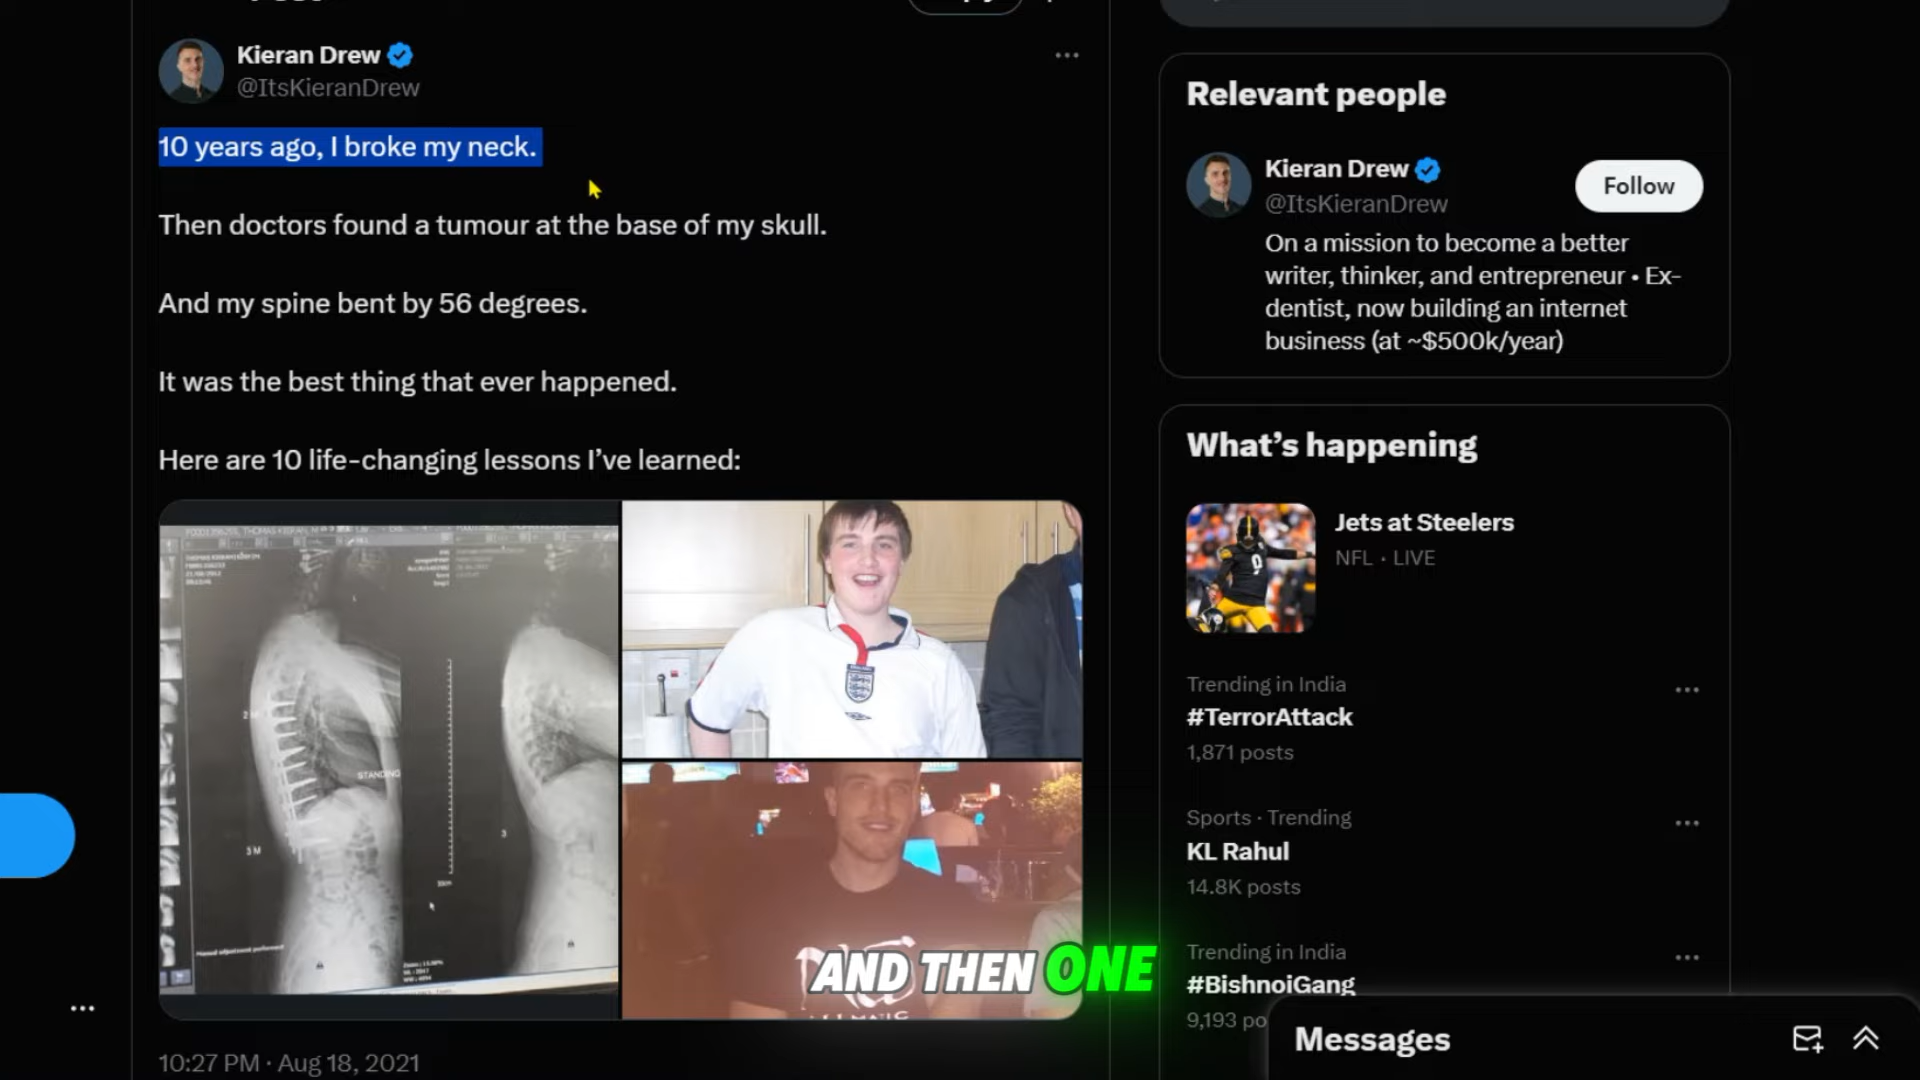 Kieran Drew
@ItsKieranDrew
10 years ago, I broke my neck.
Then doctors found a tumour at the base of my skull.
And my spine bent by 56 degrees.
It was the best thing that ever happened.
Here are 10 life-changing lessons I've learned:
STANDING
2 M
3 M
3
AND THEN ONE
10:27 PM · Aug 18, 2021
Relevant people
Kieran Drew
@ItsKieranDrew
Follow
On a mission to become a better
writer, thinker, and entrepreneur • Ex-
dentist, now building an internet
business (at ~$500k/year)
What's happening
9
Jets at Steelers
NFL · LIVE
Trending in India
#TerrorAttack
1,871 posts
Sports · Trending
KL Rahul
14.8K posts
Trending in India
#BishnoiGang
9,193 po
Messages